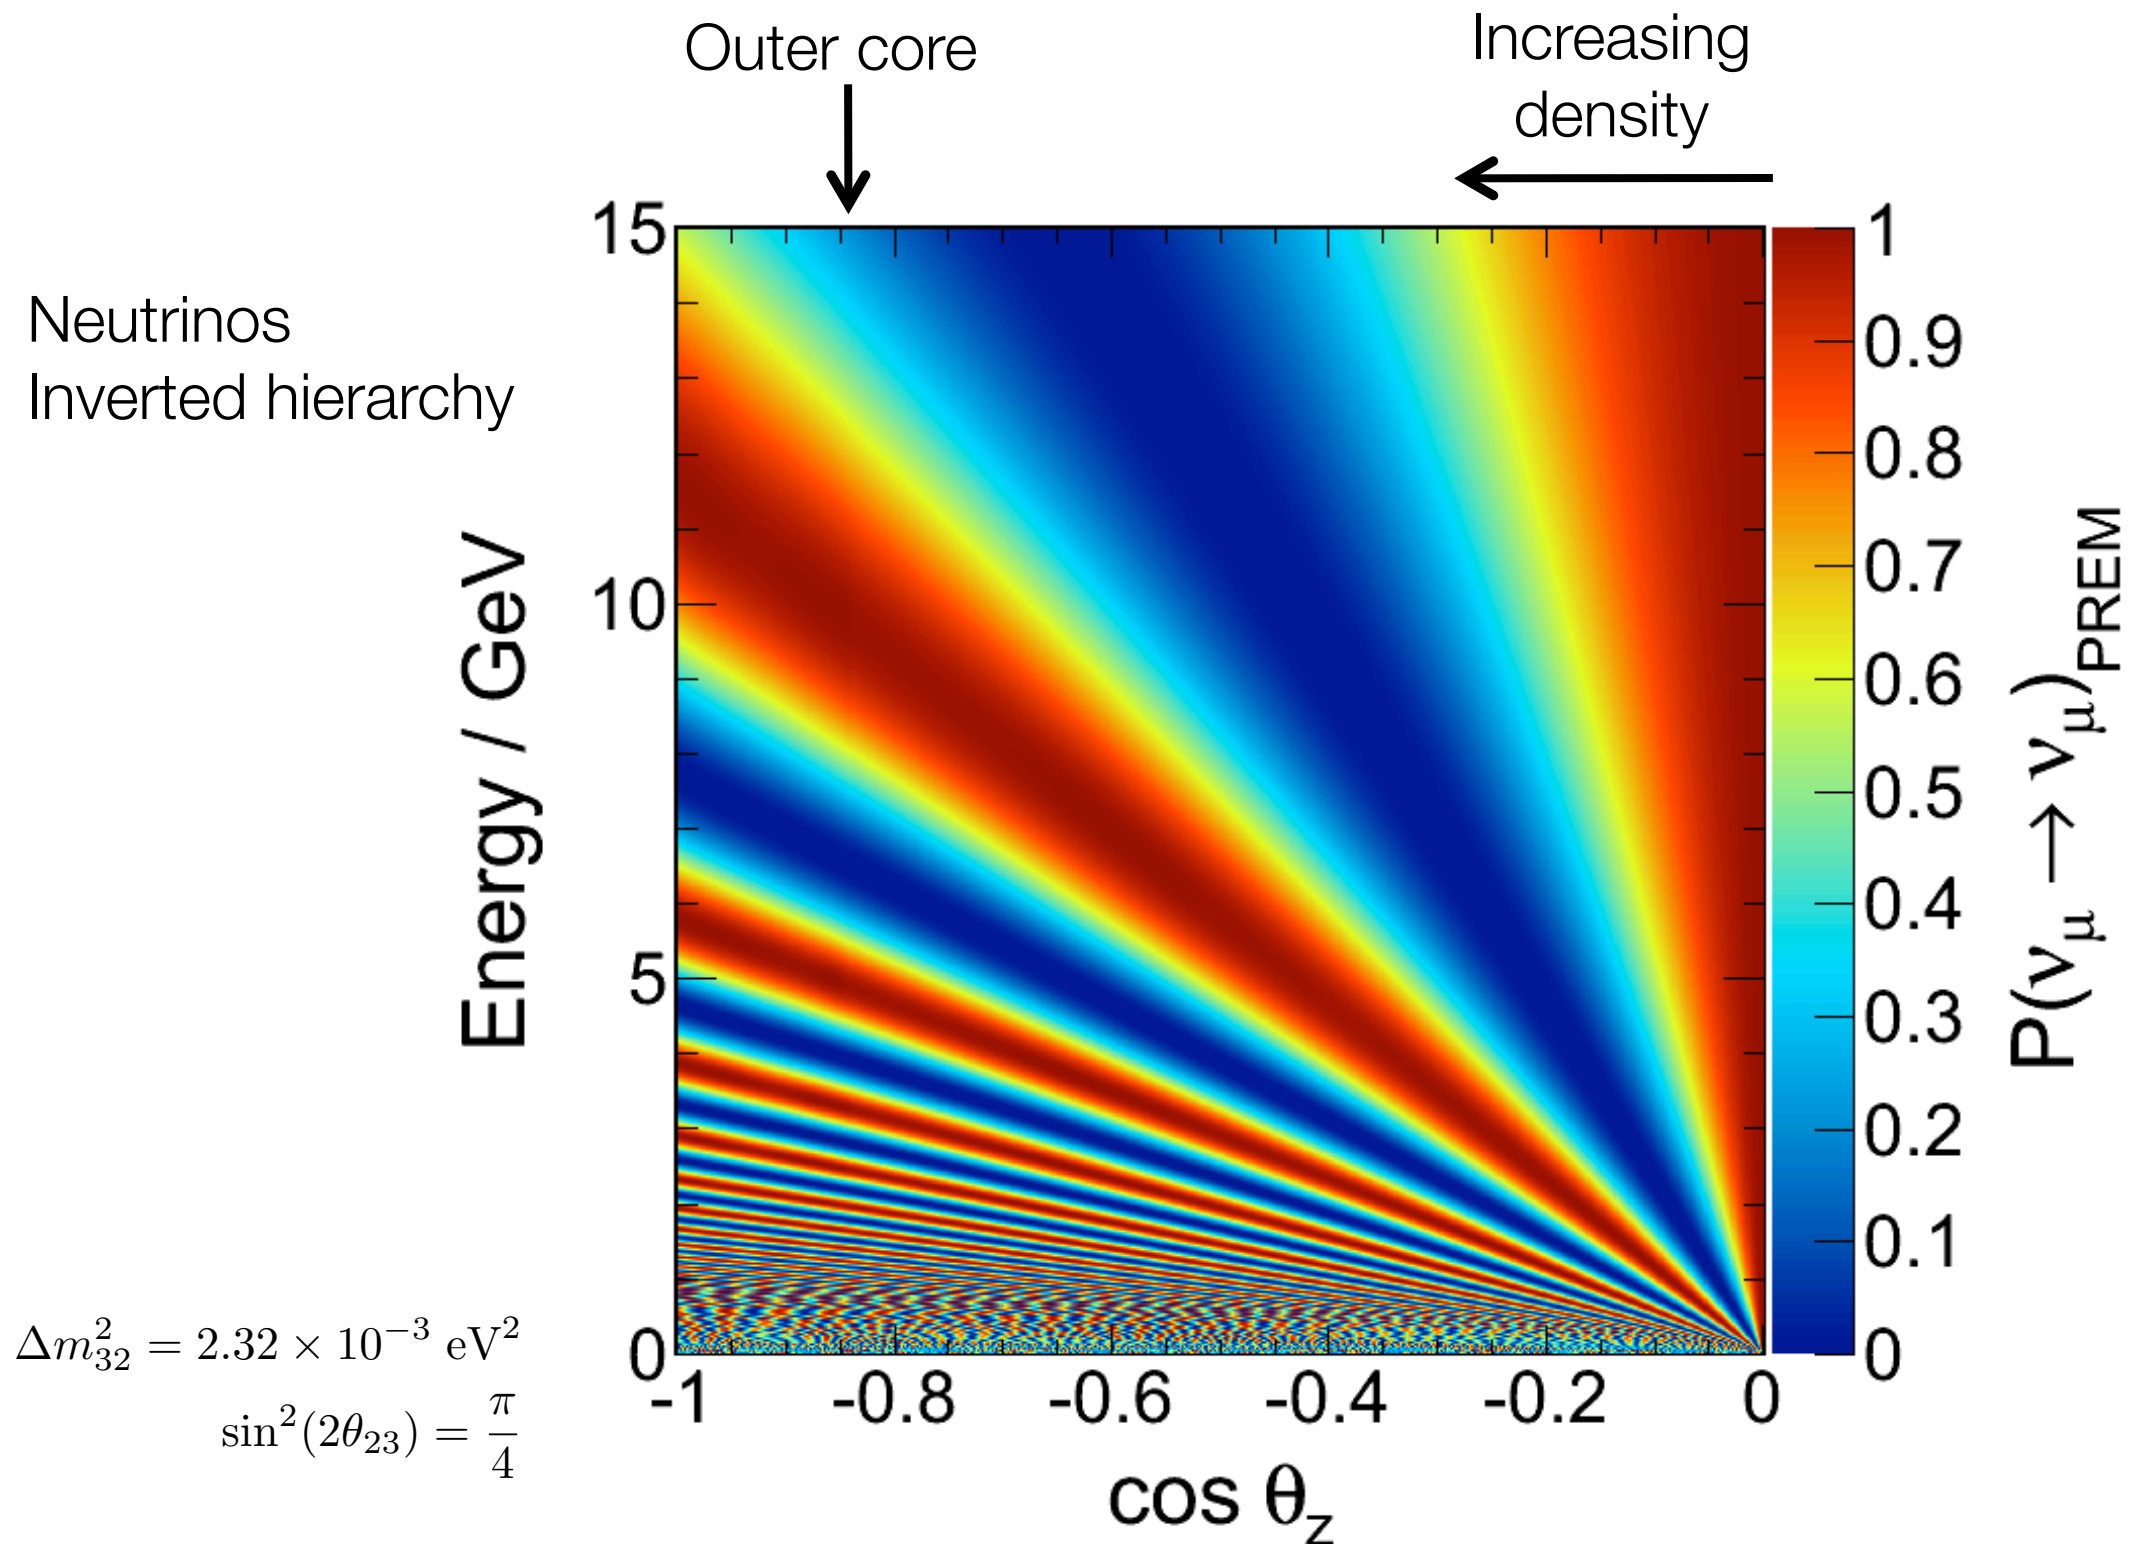 Outer core
Increasing
density
Neutrinos
Inverted hierarchy
15
10
5
0
Energy / GeV
-1 -0.8 -0.6 -0.4 -0.2 0
cos θz
1
0.9
0.8
0.7
0.6
0.5
0.4
0.3
0.2
0.1
0
P(νμ → νμ)PREM
Δm²₃₂ = 2.32 × 10⁻³ eV²
sin²(2θ₂₃) = π/4